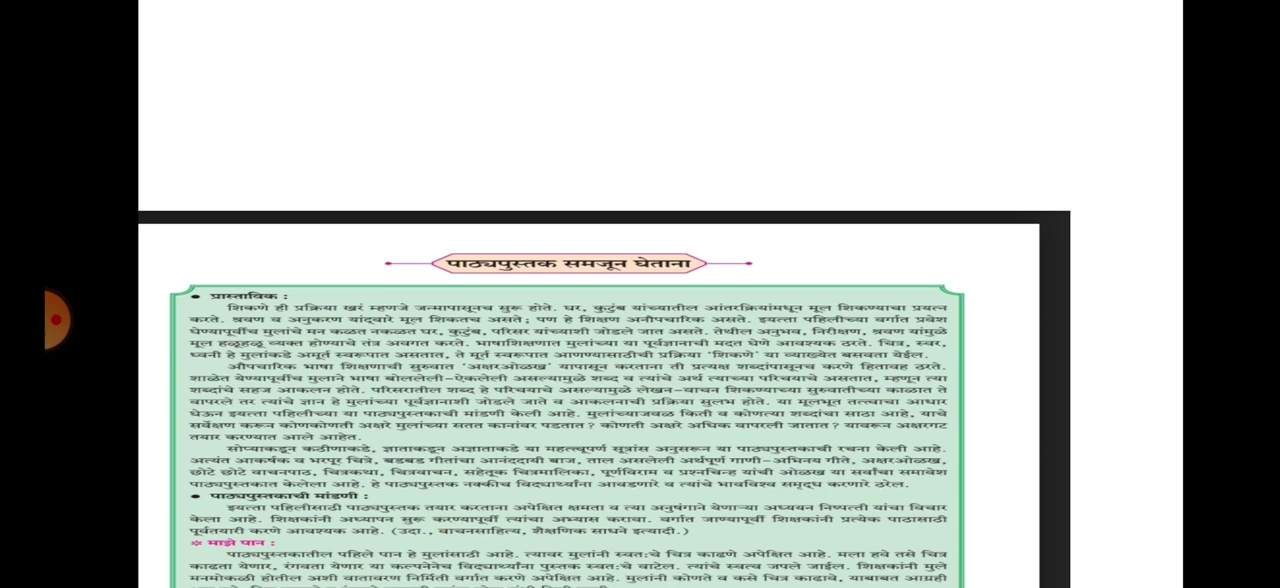 पाठ्यपुस्तक समजून घेताना
● प्रास्ताविक :
शिकणे ही प्रक्रिया खरं म्हणजे जन्मापासूनच सुरू होते. घर, कुटुंब यांच्यातील आंतरक्रियांमधून मूल शिकण्याचा प्रयत्न
करते. श्रवण व अनुकरण यांद्वारे मूल शिकतच असते; पण हे शिक्षण अनौपचारिक असते. इयत्ता पहिलीच्या वर्गात प्रवेश
घेण्यापूर्वीच मुलांचे मन कळत नकळत घर, कुटुंब, परिसर यांच्याशी जोडले जात असते. तेथील अनुभव, निरीक्षण, श्रवण यांमुळे
मूल हळूहळू व्यक्त होण्याचे तंत्र अवगत करते. भाषाशिक्षणात मुलांच्या या पूर्वज्ञानाची मदत घेणे आवश्यक ठरते. चित्र, स्वर,
ध्वनी हे मुलांकडे अमूर्त स्वरूपात असतात, ते मूर्त स्वरूपात आणण्यासाठीची प्रक्रिया 'शिकणे' या व्याख्येत बसवता येईल.
औपचारिक भाषा शिक्षणाची सुरुवात 'अक्षरओळख' यापासून करताना ती प्रत्यक्ष शब्दांपासूनच करणे हितावह ठरते.
शाळेत येण्यापूर्वीच मुलाने भाषा बोललेली-ऐकलेली असल्यामुळे शब्द व त्यांचे अर्थ त्याच्या परिचयाचे असतात, म्हणून त्या
शब्दांचे सहज आकलन होते. परिसरातील शब्द हे परिचयाचे असल्यामुळे लेखन-वाचन शिकण्याच्या सुरुवातीच्या काळात ते
वापरले तर त्यांचे ज्ञान हे मुलांच्या पूर्वज्ञानाशी जोडले जाते व आकलनाची प्रक्रिया सुलभ होते. या मूलभूत तत्त्वाचा आधार
घेऊन इयत्ता पहिलीच्या या पाठ्यपुस्तकाची मांडणी केली आहे. मुलांच्याजवळ किती व कोणत्या शब्दांचा साठा आहे, याचे
सर्वेक्षण करून कोणकोणती अक्षरे मुलांच्या सतत कानांवर पडतात? कोणती अक्षरे अधिक वापरली जातात? यावरून अक्षरगट
तयार करण्यात आले आहेत.
सोप्याकडून कठीणाकडे, ज्ञाताकडून अज्ञाताकडे या महत्त्वपूर्ण सूत्रांस अनुसरून या पाठ्यपुस्तकाची रचना केली आहे.
अत्यंत आकर्षक व भरपूर चित्रे, बडबड गीतांचा आनंददायी बाज, ताल असलेली अर्थपूर्ण गाणी-अभिनय गीते, अक्षरओळख,
छोटे छोटे वाचनपाठ, चित्रकथा, चित्रवाचन, सहेतूक चित्रमालिका, पूर्णविराम व प्रश्नचिन्ह यांची ओळख या सर्वांचा समावेश
पाठ्यपुस्तकात केलेला आहे. हे पाठ्यपुस्तक नक्कीच विद्यार्थ्यांना आवडणारे व त्यांचे भावविश्व समृद्ध करणारे ठरेल.
● पाठ्यपुस्तकाची मांडणी :
इयत्ता पहिलीसाठी पाठ्यपुस्तक तयार करताना अपेक्षित क्षमता व त्या अनुषंगाने येणाऱ्या अध्ययन निष्पत्ती यांचा विचार
केला आहे. शिक्षकांनी अध्यापन सुरू करण्यापूर्वी त्यांचा अभ्यास करावा. वर्गात जाण्यापूर्वी शिक्षकांनी प्रत्येक पाठासाठी
पूर्वतयारी करणे आवश्यक आहे. (उदा., वाचनसाहित्य, शैक्षणिक साधने इत्यादी.)
❊ माझे पान :
पाठ्यपुस्तकातील पहिले पान हे मुलांसाठी आहे. त्यावर मुलांनी स्वतःचे चित्र काढणे अपेक्षित आहे. मला हवे तसे चित्र
काढता येणार, रंगवता येणार या कल्पनेनेच विद्यार्थ्यांना पुस्तक स्वतःचे वाटेल. त्यांचे स्वत्व जपले जाईल. शिक्षकांनी मुले
मनमोकळी होतील अशी वातावरण निर्मिती वर्गात करणे अपेक्षित आहे. मुलांनी कोणते व कसे चित्र काढावे, याबाबत आग्रही